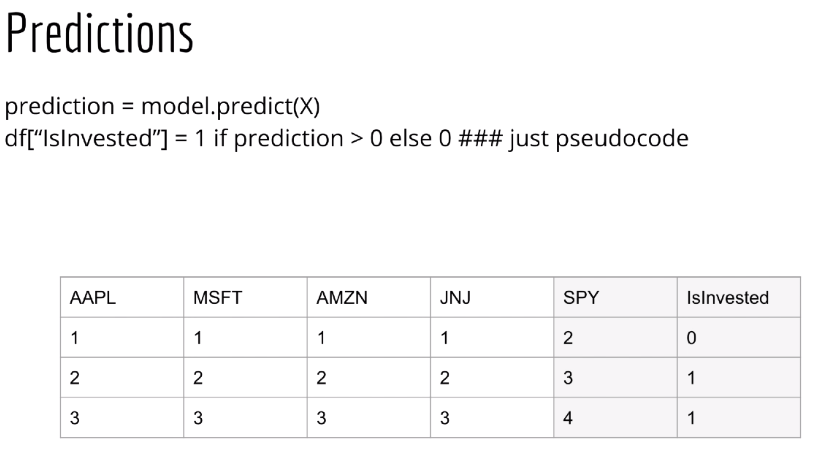 Predictions
prediction = model.predict(X)
df[“IsInvested”] = 1 if prediction > 0 else 0 ### just pseudocode
AAPL MSFT AMZN JNJ SPY IsInvested
1 1 1 1 2 0
2 2 2 2 3 1
3 3 3 3 4 1